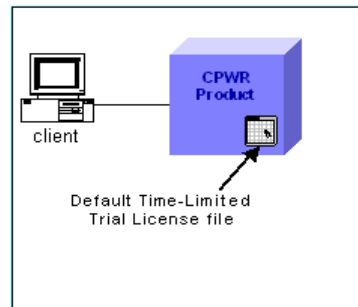 CPWR
Product
client
Default Time-Limited
Trial License file